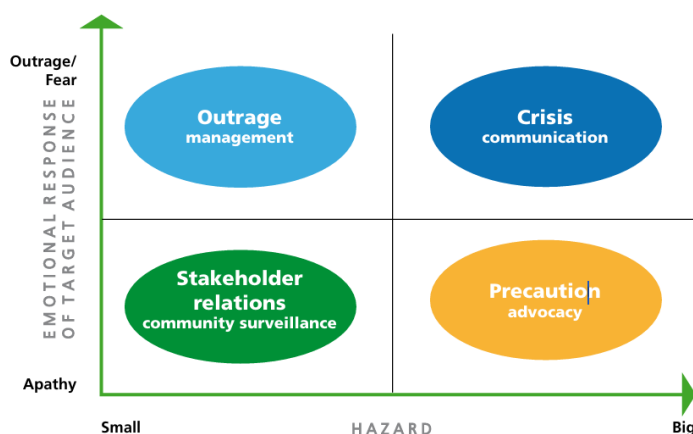 Outrage/
Fear
EMOTIONAL RESPONSE
OF TARGET AUDIENCE
Outrage
management
Crisis
communication
Stakeholder
relations
community surveillance
Precaution
advocacy
Apathy
Small
HAZARD
Big